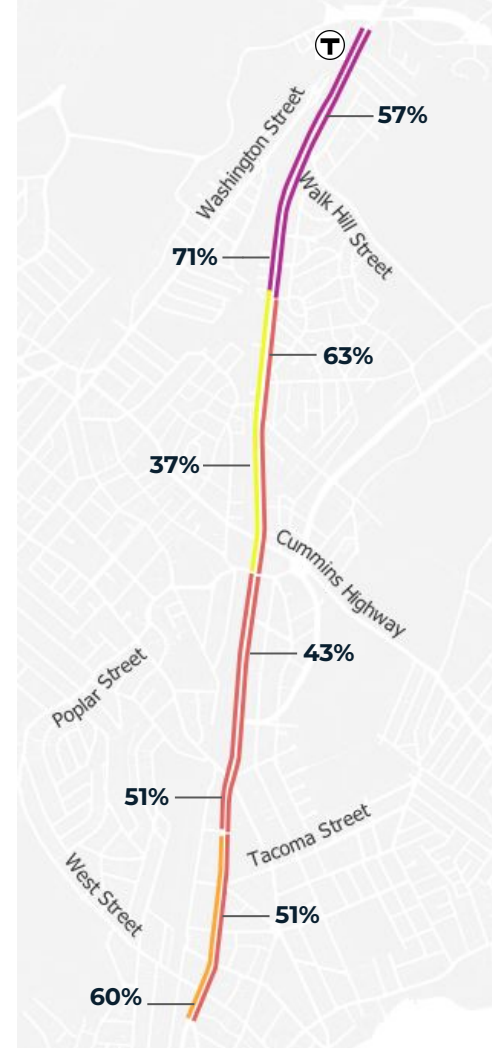 T
57%
Washington Street
Walk Hill Street
71%
63%
37%
Cummins Highway
43%
Poplar Street
51%
Tacoma Street
West Street
51%
60%